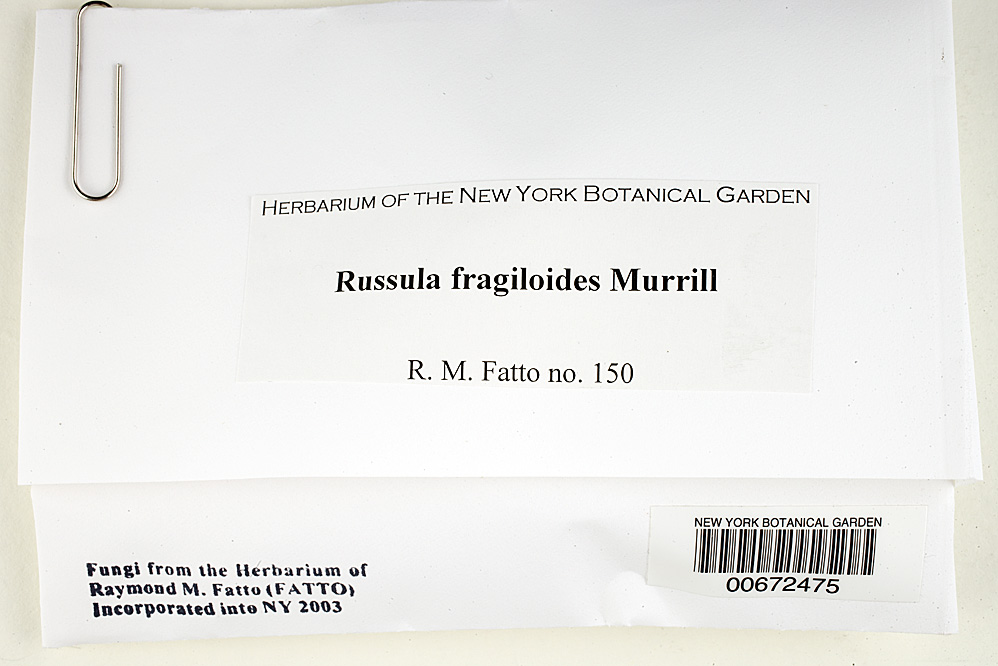 Herbarium of the New York Botanical Garden
Russula fragiloides Murrill
R. M. Fatto no. 150
NEW YORK BOTANICAL GARDEN
00672475
Fungi from the Herbarium of
Raymond M. Fatto (FATTO)
Incorporated into NY 2003